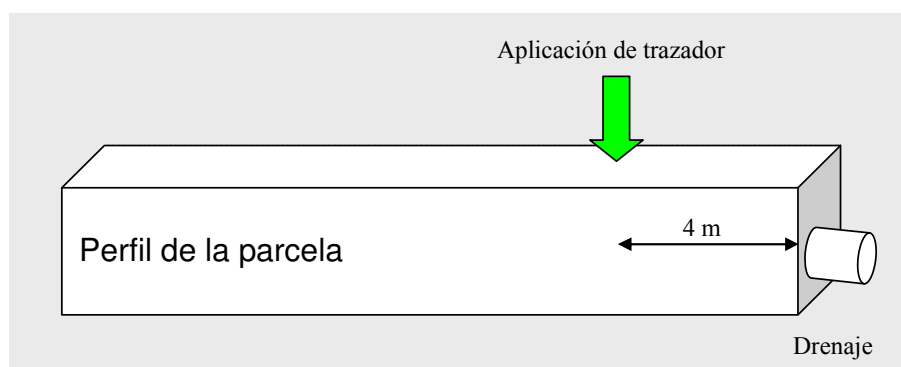 Aplicación de trazador
4 m
Perfil de la parcela
Drenaje